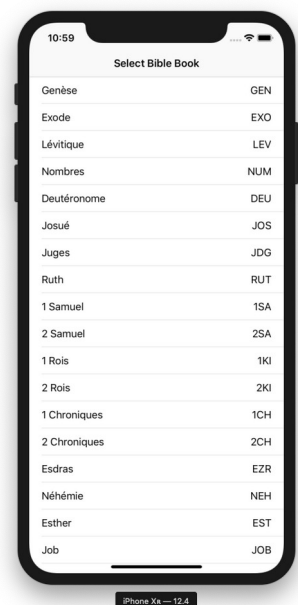 10:59
Select Bible Book
Genèse GEN
Exode EXO
Lévitique LEV
Nombres NUM
Deutéronome DEU
Josué JOS
Juges JDG
Ruth RUT
1 Samuel 1SA
2 Samuel 2SA
1 Rois 1KI
2 Rois 2KI
1 Chroniques 1CH
2 Chroniques 2CH
Esdras EZR
Néhémie NEH
Esther EST
Job JOB
iPhone Xʀ — 12.4